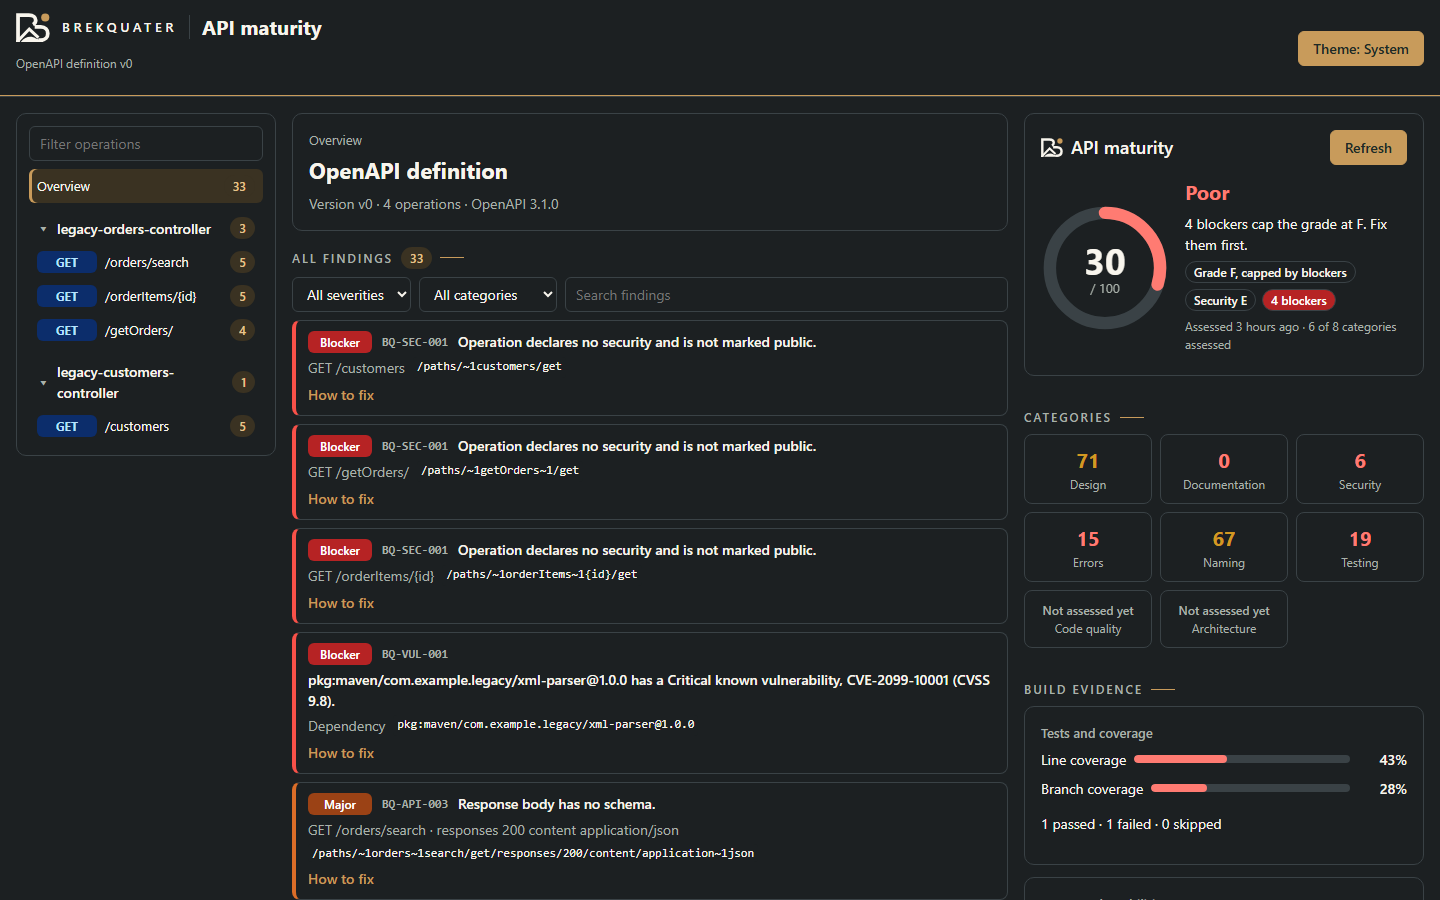 BREKQUATER
API maturity
OpenAPI definition v0
Theme: System
Filter operations
Overview 33
legacy-orders-controller 3
GET /orders/search 5
GET /orderItems/{id} 5
GET /getOrders/ 4
legacy-customers-
controller 1
GET /customers 5
Overview
OpenAPI definition
Version v0 · 4 operations · OpenAPI 3.1.0
ALL FINDINGS 33
All severities
All categories
Search findings
Blocker BQ-SEC-001 Operation declares no security and is not marked public.
GET /customers /paths/~1customers/get
How to fix
Blocker BQ-SEC-001 Operation declares no security and is not marked public.
GET /getOrders/ /paths/~1getOrders~1/get
How to fix
Blocker BQ-SEC-001 Operation declares no security and is not marked public.
GET /orderItems/{id} /paths/~1orderItems~1{id}/get
How to fix
Blocker BQ-VUL-001
pkg:maven/com.example.legacy/xml-parser@1.0.0 has a Critical known vulnerability, CVE-2099-10001 (CVSS
9.8).
Dependency pkg:maven/com.example.legacy/xml-parser@1.0.0
How to fix
Major BQ-API-003 Response body has no schema.
GET /orders/search · responses 200 content application/json
/paths/~1orders~1search/get/responses/200/content/application~1json
How to fix
API maturity
Refresh
30
/ 100
Poor
4 blockers cap the grade at F. Fix
them first.
Grade F, capped by blockers
Security E
4 blockers
Assessed 3 hours ago · 6 of 8 categories
assessed
CATEGORIES
71
Design
0
Documentation
6
Security
15
Errors
67
Naming
19
Testing
Not assessed yet
Code quality
Not assessed yet
Architecture
BUILD EVIDENCE
Tests and coverage
Line coverage 43%
Branch coverage 28%
1 passed · 1 failed · 0 skipped